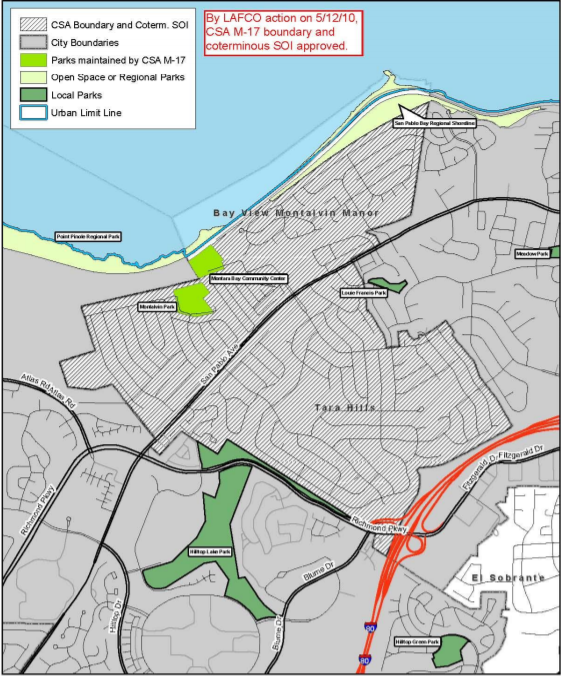 CSA Boundary and Coterm. SOI
City Boundaries
Parks maintained by CSA M-17
Open Space or Regional Parks
Local Parks
Urban Limit Line
By LAFCO action on 5/12/10,
CSA M-17 boundary and
coterminous SOI approved.
San Pablo Bay Regional Shoreline
Bay View Montalvin Manor
Point Pinole Regional Park
Meadow Park
Montara Bay Community Center
Louis Francis Park
Montalvin Park
San Pablo Ave
Atlas Rd
Atlas Rd
Tara Hills
Fitzgerald Dr
Fitzgerald Dr
Richmond Pkwy
Richmond Pkwy
Hilltop Lake Park
El Sobrante
Blume Dr
Hilltop Dr
Blume Dr
80
Hilltop Green Park
80